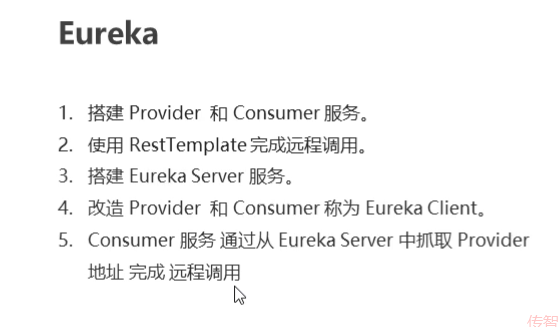 Eureka
1. 搭建 Provider 和 Consumer 服务。
2. 使用 RestTemplate 完成远程调用。
3. 搭建 Eureka Server 服务。
4. 改造 Provider 和 Consumer 称为 Eureka Client。
5. Consumer 服务 通过从 Eureka Server 中抓取 Provider
地址 完成 远程调用
传智